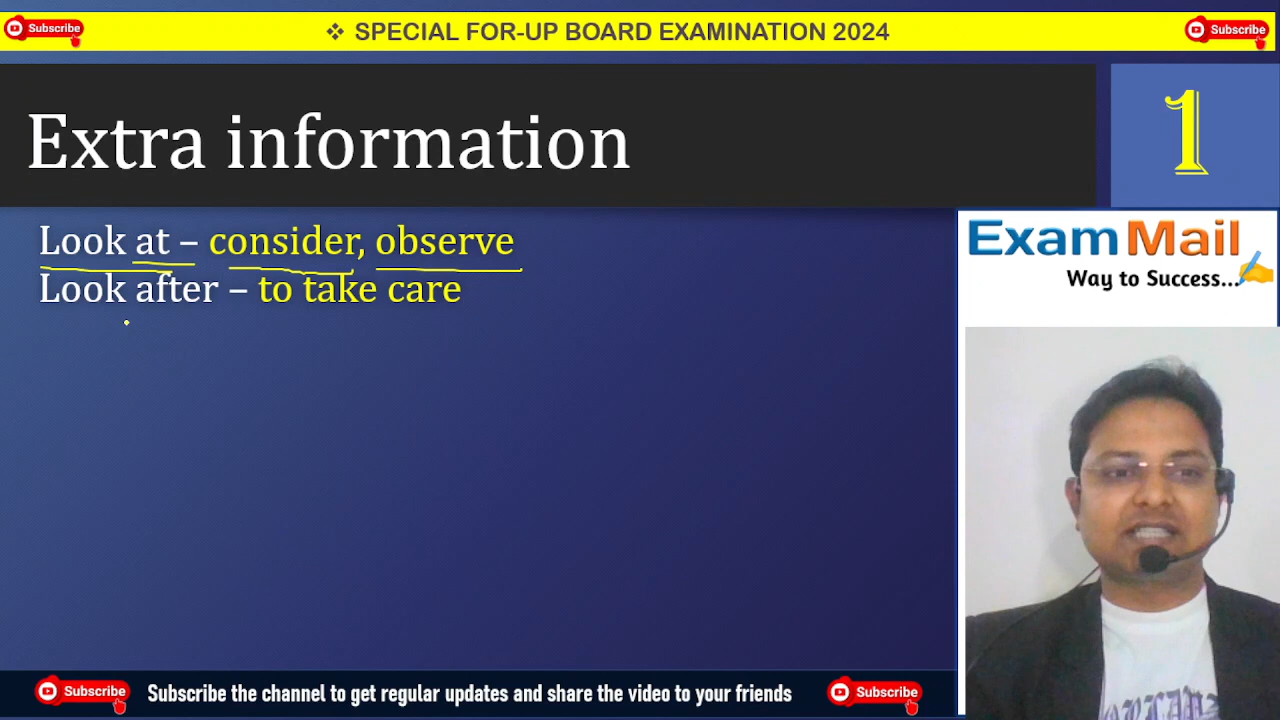 Subscribe
❖ SPECIAL FOR-UP BOARD EXAMINATION 2024
Subscribe
Extra information
1
Look at – consider, observe
Look after – to take care
ExamMail
Way to Success...
Subscribe
Subscribe the channel to get regular updates and share the video to your friends
Subscribe